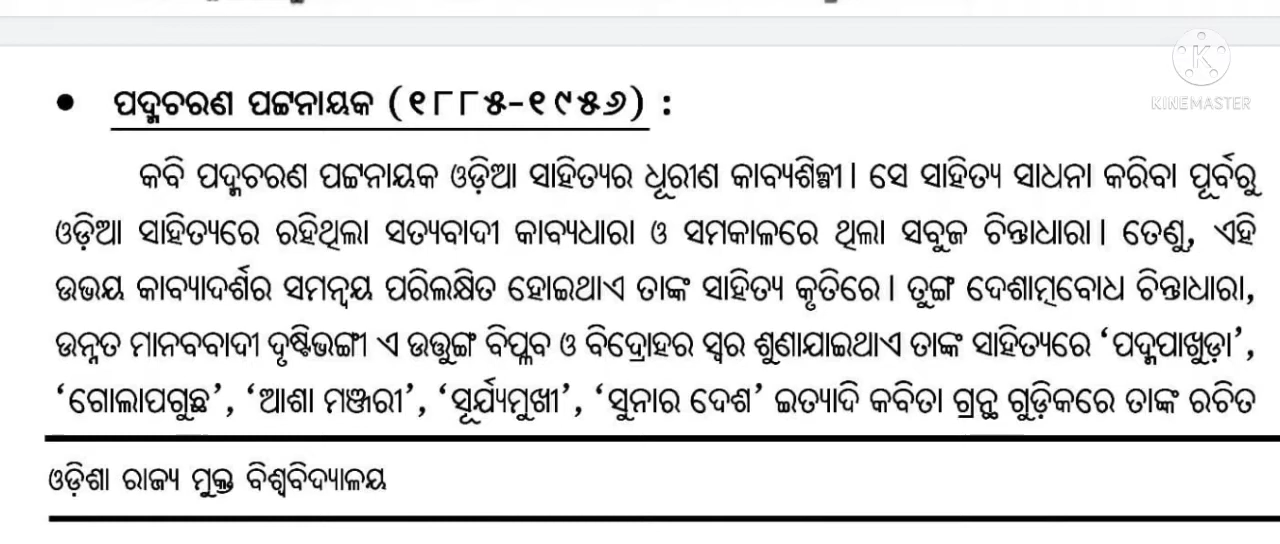 KINEMASTER
• ପଦ୍ମଚରଣ ପଟ୍ଟନାୟକ (୧୮୮୫-୧୯୫୬) :
କବି ପଦ୍ମଚରଣ ପଟ୍ଟନାୟକ ଓଡ଼ିଆ ସାହିତ୍ୟର ଧୂରୀଣ କାବ୍ୟଶିଳ୍ପୀ। ସେ ସାହିତ୍ୟ ସାଧନା କରିବା ପୂର୍ବରୁ
ଓଡ଼ିଆ ସାହିତ୍ୟରେ ରହିଥିଲା ସତ୍ୟବାଦୀ କାବ୍ୟଧାରା ଓ ସମକାଳରେ ଥିଲା ସବୁଜ ଚିନ୍ତାଧାରା। ତେଣୁ, ଏହି
ଉଭୟ କାବ୍ୟାଦର୍ଶର ସମନ୍ୱୟ ପରିଲକ୍ଷିତ ହୋଇଥାଏ ତାଙ୍କ ସାହିତ୍ୟ କୃତିରେ। ତୁଙ୍ଗ ଦେଶାତ୍ମବୋଧ ଚିନ୍ତାଧାରା,
ଉନ୍ନତ ମାନବବାଦୀ ଦୃଷ୍ଟିଭଙ୍ଗୀ ଏ ଉତ୍ତୁଙ୍ଗ ବିପ୍ଳବ ଓ ବିଦ୍ରୋହର ସ୍ୱର ଶୁଣାଯାଇଥାଏ ତାଙ୍କ ସାହିତ୍ୟରେ ‘ପଦ୍ମପାଖୁଡ଼ା’,
‘ଗୋଲାପଗୁଛ’, ‘ଆଶା ମଞ୍ଜରୀ’, ‘ସୂର୍ଯ୍ୟମୁଖୀ’, ‘ସୁନାର ଦେଶ’ ଇତ୍ୟାଦି କବିତା ଗ୍ରନ୍ଥ ଗୁଡ଼ିକରେ ତାଙ୍କ ରଚିତ
ଓଡ଼ିଶା ରାଜ୍ୟ ମୁକ୍ତ ବିଶ୍ୱବିଦ୍ୟାଳୟ